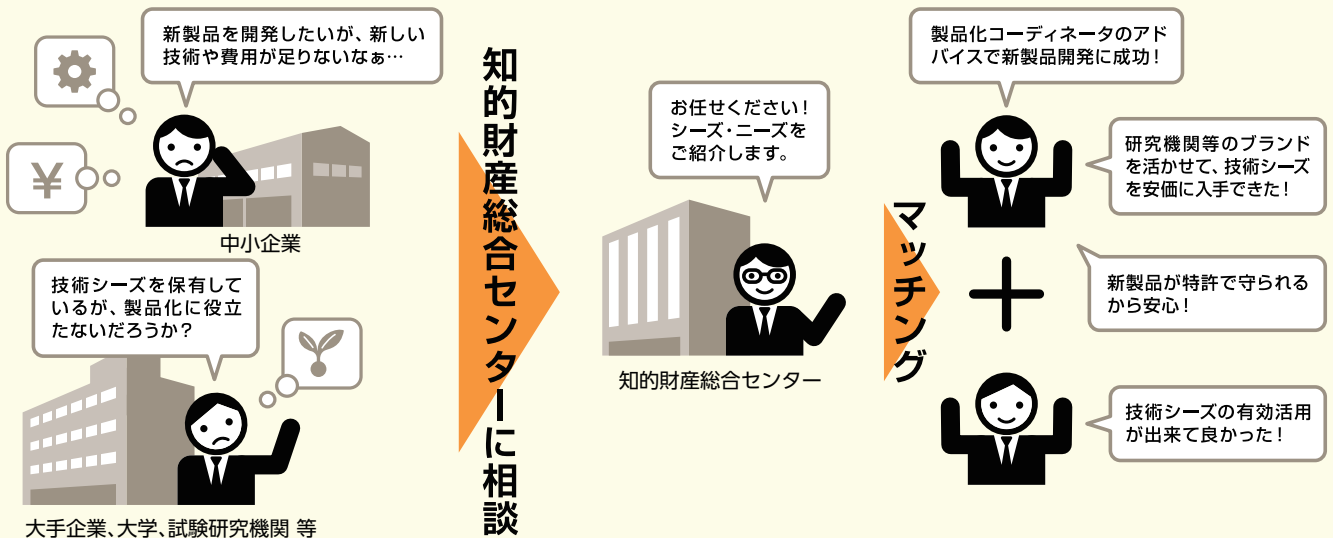 新製品を開発したいが、新しい
技術や費用が足りないなぁ…
¥
中小企業
技術シーズを保有して
いるが、製品化に役立
たないだろうか？
大手企業、大学、試験研究機関 等
知的財産総合センターに相談
お任せください！
シーズ・ニーズを
ご紹介します。
知的財産総合センター
マッチング
製品化コーディネータのアド
バイスで新製品開発に成功！
研究機関等のブランド
を活かせて、技術シーズ
を安価に入手できた！
新製品が特許で守られる
から安心！
技術シーズの有効活用
が出来て良かった！